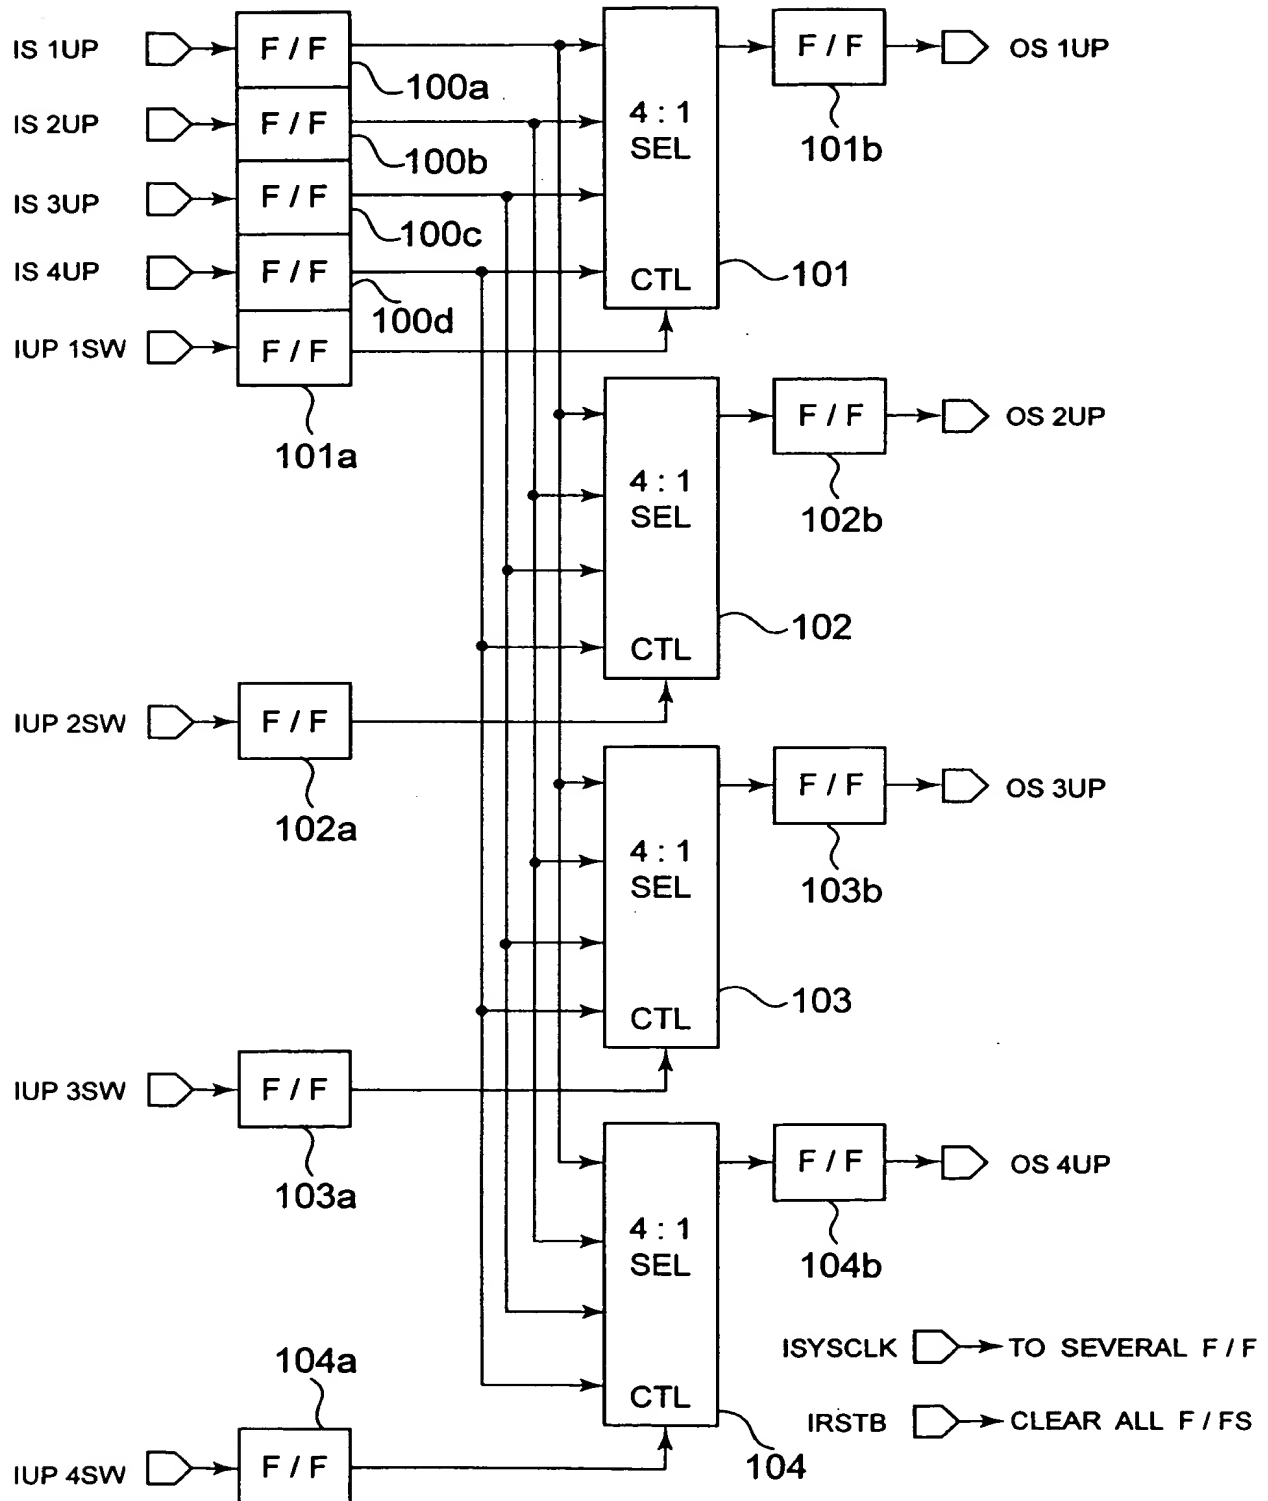 IS 1UP
F / F
100a
4 : 1
SEL
F / F
OS 1UP
101b
IS 2UP
F / F
100b
IS 3UP
F / F
100c
IS 4UP
F / F
100d
CTL
101
IUP 1SW
F / F
101a
4 : 1
SEL
F / F
OS 2UP
102b
CTL
102
IUP 2SW
F / F
102a
4 : 1
SEL
F / F
OS 3UP
103b
CTL
103
IUP 3SW
F / F
103a
4 : 1
SEL
F / F
OS 4UP
104b
CTL
104
104a
IUP 4SW
F / F
ISYSCLK
TO SEVERAL F / F
IRSTB
CLEAR ALL F / FS